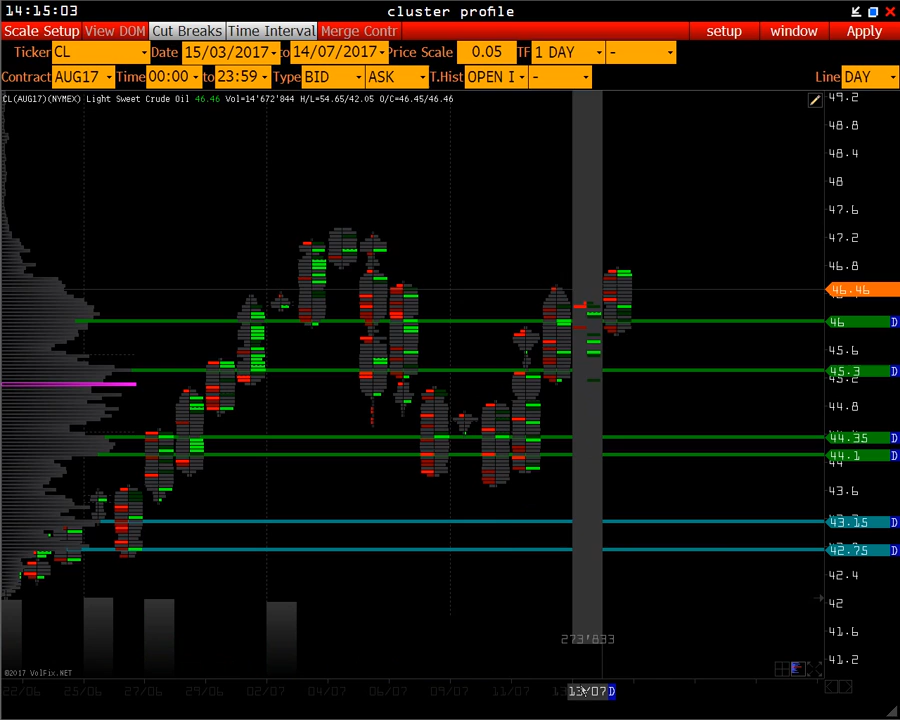 14:15:03 cluster profile
Scale Setup View DOM Cut Breaks Time Interval Merge Contr setup window Apply
Ticker CL Date 15/03/2017 to 14/07/2017 Price Scale 0.05 TF 1 DAY -
Contract AUG17 Time 00:00 to 23:59 Type BID ASK T.Hist OPEN I - Line DAY
CL(AUG17)(NYMEX) Light Sweet Crude Oil 46.46 Vol=14'672'844 H/L=54.65/42.05 O/C=46.45/46.46
49.2
48.8
48.4
48
47.6
47.2
46.8
46.46
46 D
45.6
45.3 D
45.2
44.8
44.35 D
44.1 D
44
43.6
43.15 D
42.75 D
42.4
42
273'833
41.6
41.2
©2017 VolFix.NET
22/06 25/06 27/06 29/06 02/07 04/07 06/07 09/07 11/07 13/07 D